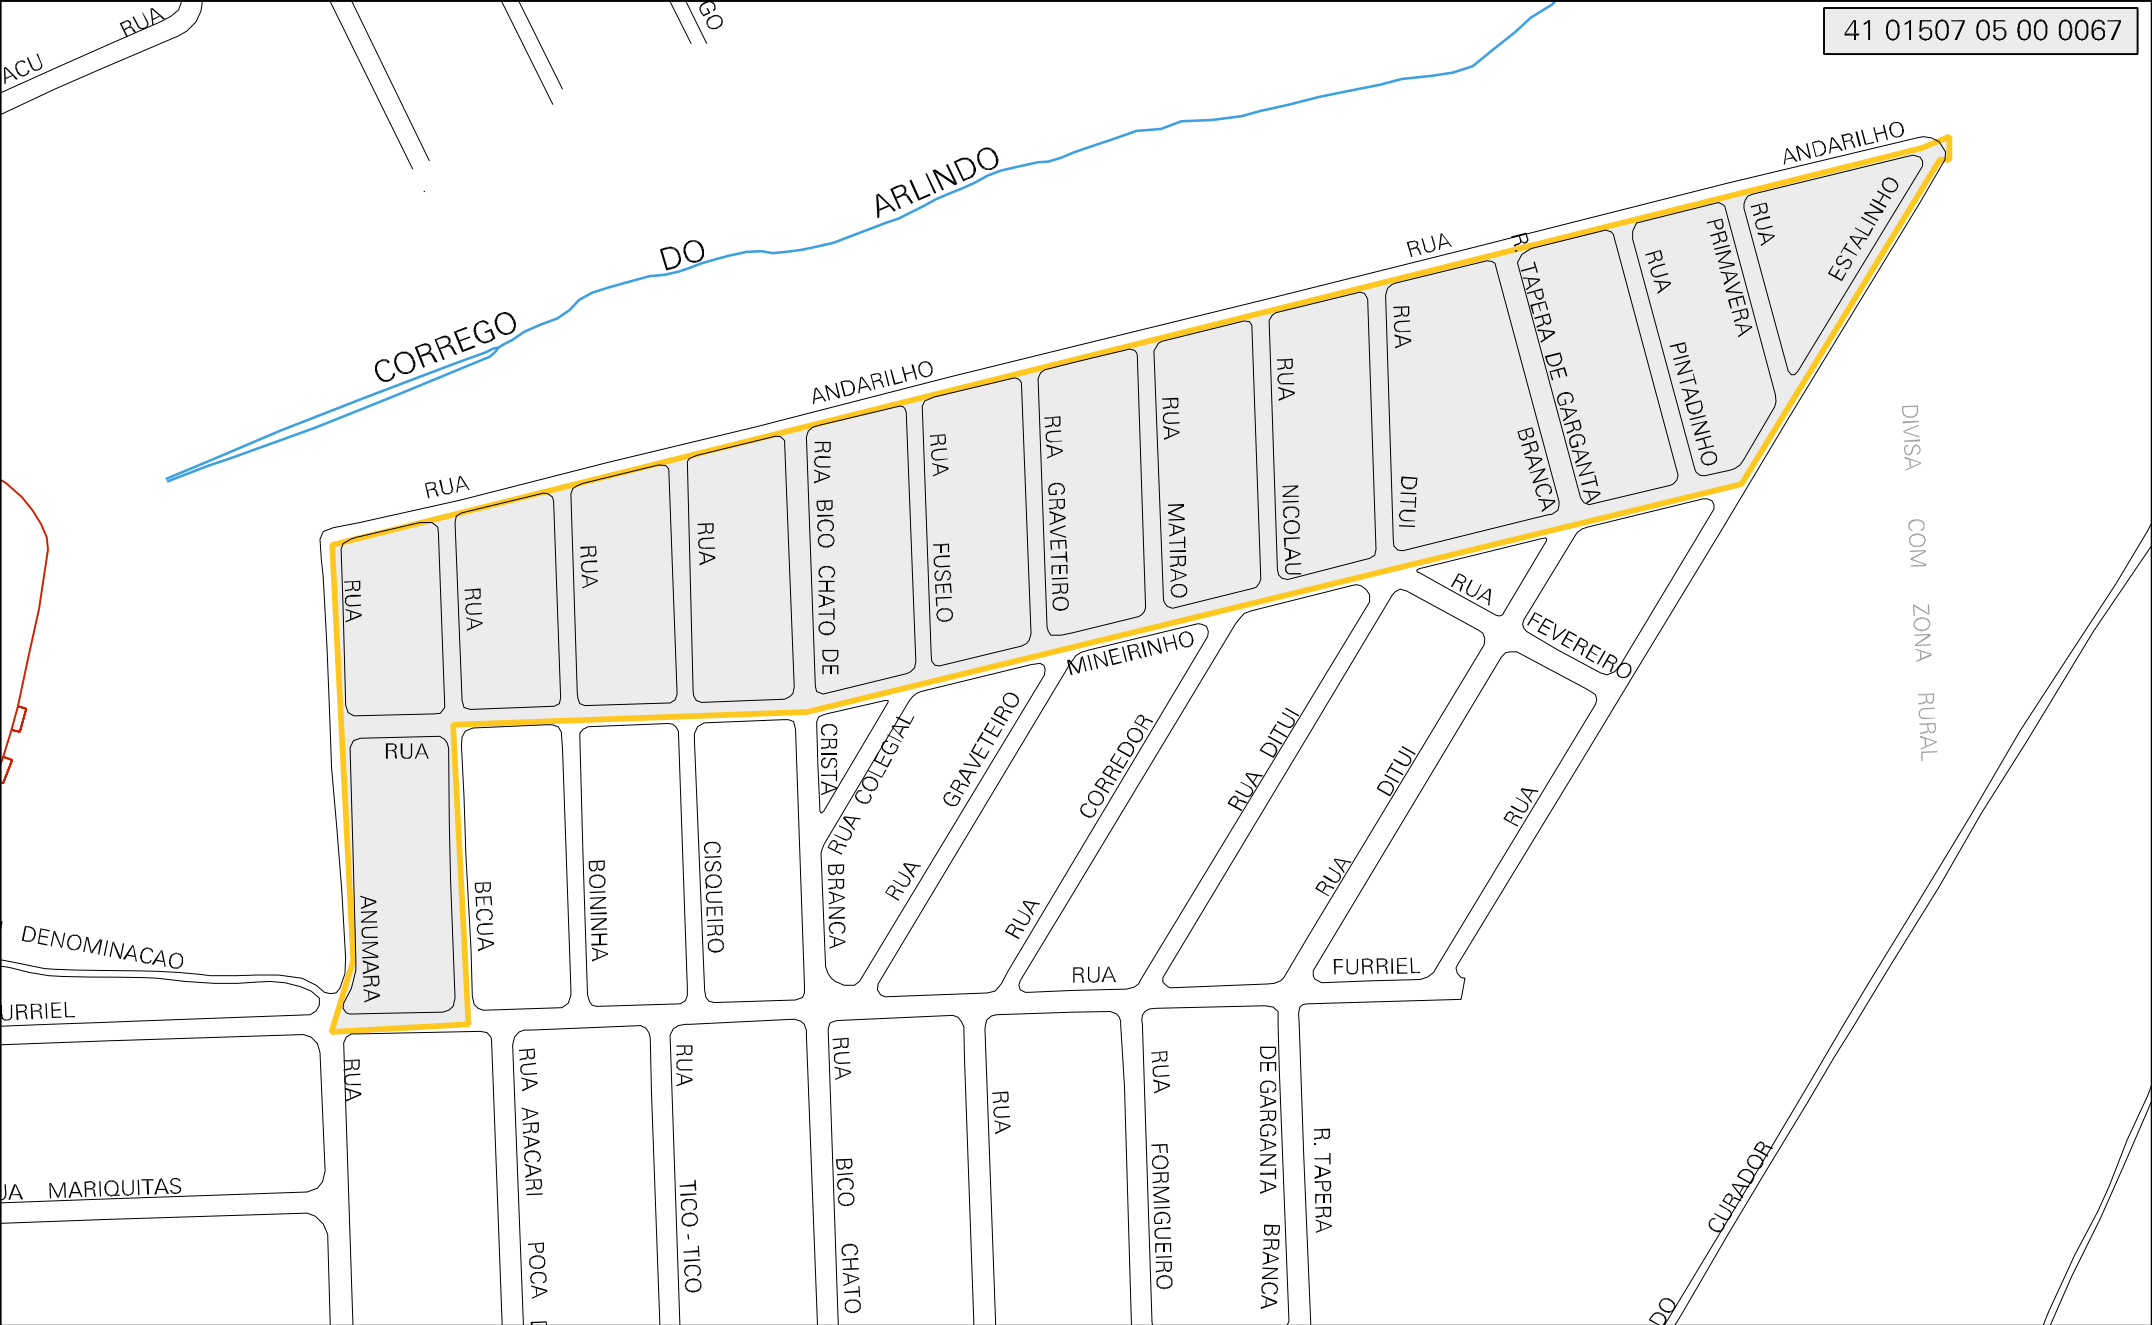 41 01507 05 00 0067
RUA
ACU
GO
CORREGO DO ARLINDO
RUA ANDARILHO
RUA ANDARILHO
RUA
RUA
RUA
RUA
RUA BICO CHATO DE
RUA FUSELO
RUA GRAVETEIRO
RUA MATIRAO
RUA NICOLAU
RUA DITUI
R. TAPERA DE GARGANTA
BRANCA
RUA PINTADINHO
PRIMAVERA
RUA
ESTALINHO
DIVISA COM ZONA RURAL
RUA FEVEREIRO
MINEIRINHO
RUA
ANUMARA
BECUA
BOININHA
CISQUEIRO
CRISTA
BRANCA
RUA COLEGIAL
RUA GRAVETEIRO
RUA CORREDOR
RUA DITUI
RUA DITUI
RUA
RUA FURRIEL
DENOMINACAO
URRIEL
UA MARIQUITAS
RUA
RUA ARACARI POCA
RUA TICO - TICO
RUA BICO CHATO
RUA
RUA FORMIGUEIRO
DE GARGANTA BRANCA
R. TAPERA
DO CURADOR